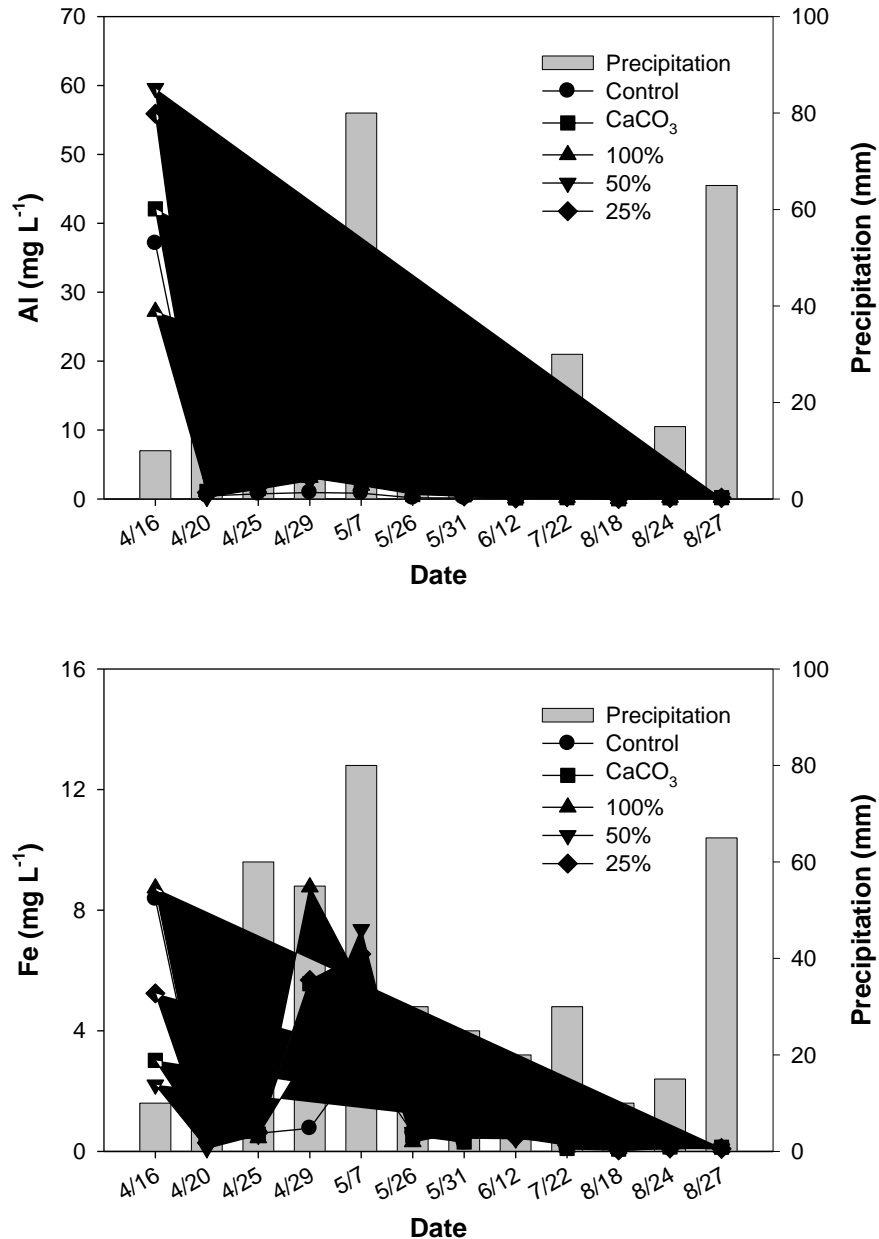 70
60
50
40
30
20
10
0
Al (mg L-1)
100
80
60
40
20
0
Precipitation (mm)
Precipitation
Control
CaCO3
100%
50%
25%
4/16 4/20 4/25 4/29 5/7 5/26 5/31 6/12 7/22 8/18 8/24 8/27
Date
16
12
8
4
0
Fe (mg L-1)
100
80
60
40
20
0
Precipitation (mm)
Precipitation
Control
CaCO3
100%
50%
25%
4/16 4/20 4/25 4/29 5/7 5/26 5/31 6/12 7/22 8/18 8/24 8/27
Date